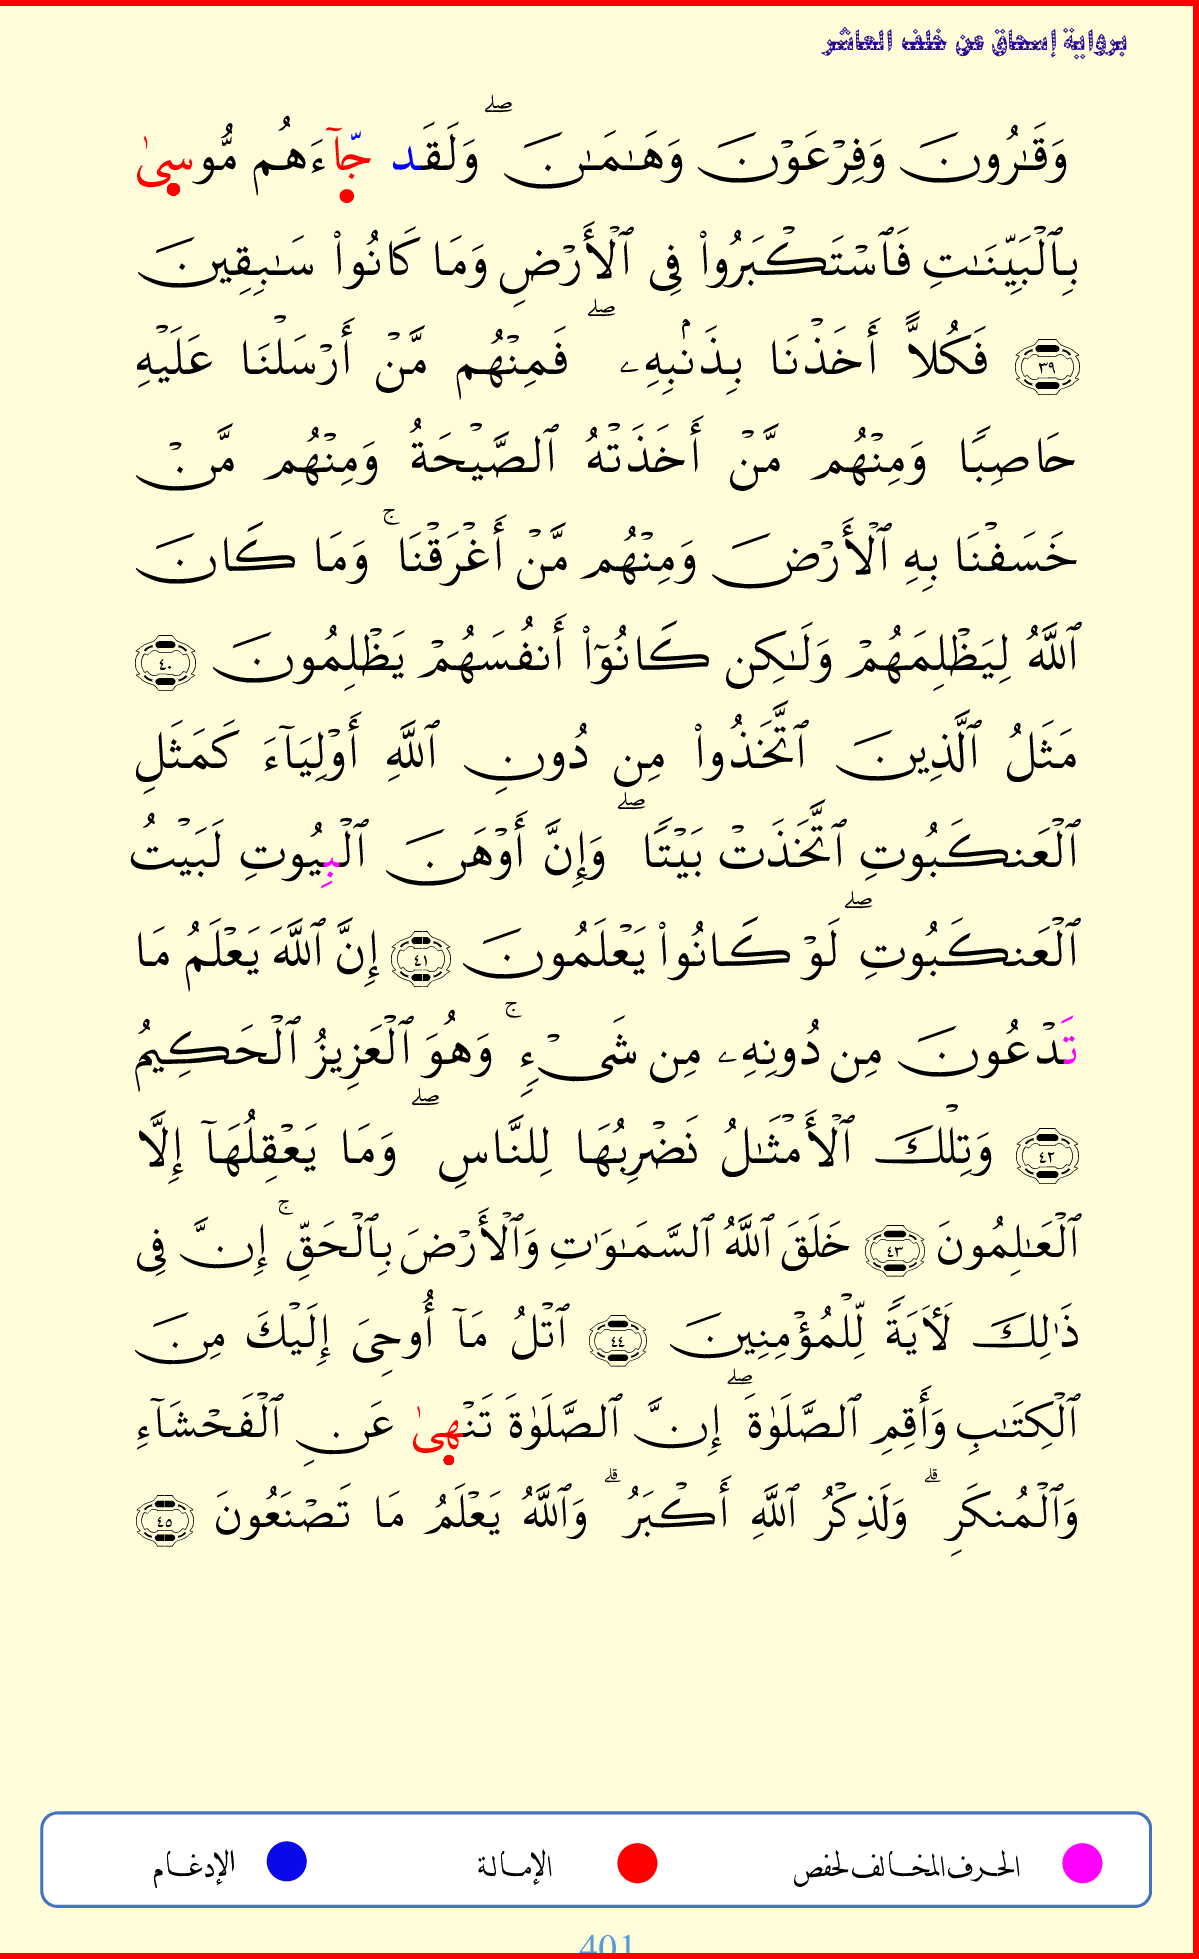 برواية إسحاق عن خلف العاشر
وَقَـٰرُونَ وَفِرْعَوْنَ وَهَـٰمَـٰنَ ۖ وَلَقَد جَّآءَهُم مُّوسِىٰ
بِٱلْبَيِّنَـٰتِ فَٱسْتَكْبَرُوا۟ فِى ٱلْأَرْضِ وَمَا كَانُوا۟ سَـٰبِقِينَ
٣٩ فَكُلًّا أَخَذْنَا بِذَنۢبِهِۦ ۖ فَمِنْهُم مَّنْ أَرْسَلْنَا عَلَيْهِ
حَاصِبًا وَمِنْهُم مَّنْ أَخَذَتْهُ ٱلصَّيْحَةُ وَمِنْهُم مَّنْ
خَسَفْنَا بِهِ ٱلْأَرْضَ وَمِنْهُم مَّنْ أَغْرَقْنَا ۚ وَمَا كَانَ
ٱللَّهُ لِيَظْلِمَهُمْ وَلَـٰكِن كَانُوٓا۟ أَنفُسَهُمْ يَظْلِمُونَ ٤٠
مَثَلُ ٱلَّذِينَ ٱتَّخَذُوا۟ مِن دُونِ ٱللَّهِ أَوْلِيَآءَ كَمَثَلِ
ٱلْعَنكَبُوتِ ٱتَّخَذَتْ بَيْتًا ۖ وَإِنَّ أَوْهَنَ ٱلْبِيُوتِ لَبَيْتُ
ٱلْعَنكَبُوتِ ۖ لَوْ كَانُوا۟ يَعْلَمُونَ ٤١ إِنَّ ٱللَّهَ يَعْلَمُ مَا
تَدْعُونَ مِن دُونِهِۦ مِن شَىْءٍ ۚ وَهُوَ ٱلْعَزِيزُ ٱلْحَكِيمُ
٤٢ وَتِلْكَ ٱلْأَمْثَـٰلُ نَضْرِبُهَا لِلنَّاسِ ۖ وَمَا يَعْقِلُهَآ إِلَّا
ٱلْعَـٰلِمُونَ ٤٣ خَلَقَ ٱللَّهُ ٱلسَّمَـٰوَٰتِ وَٱلْأَرْضَ بِٱلْحَقِّ ۚ إِنَّ فِى
ذَٰلِكَ لَـَٔايَةً لِّلْمُؤْمِنِينَ ٤٤ ٱتْلُ مَآ أُوحِىَ إِلَيْكَ مِنَ
ٱلْكِتَـٰبِ وَأَقِمِ ٱلصَّلَوٰةَ ۖ إِنَّ ٱلصَّلَوٰةَ تَنْهِىٰ عَنِ ٱلْفَحْشَآءِ
وَٱلْمُنكَرِ ۗ وَلَذِكْرُ ٱللَّهِ أَكْبَرُ ۗ وَٱللَّهُ يَعْلَمُ مَا تَصْنَعُونَ ٤٥
الحرف المخالف لحفص الإمالة الإدغام
401